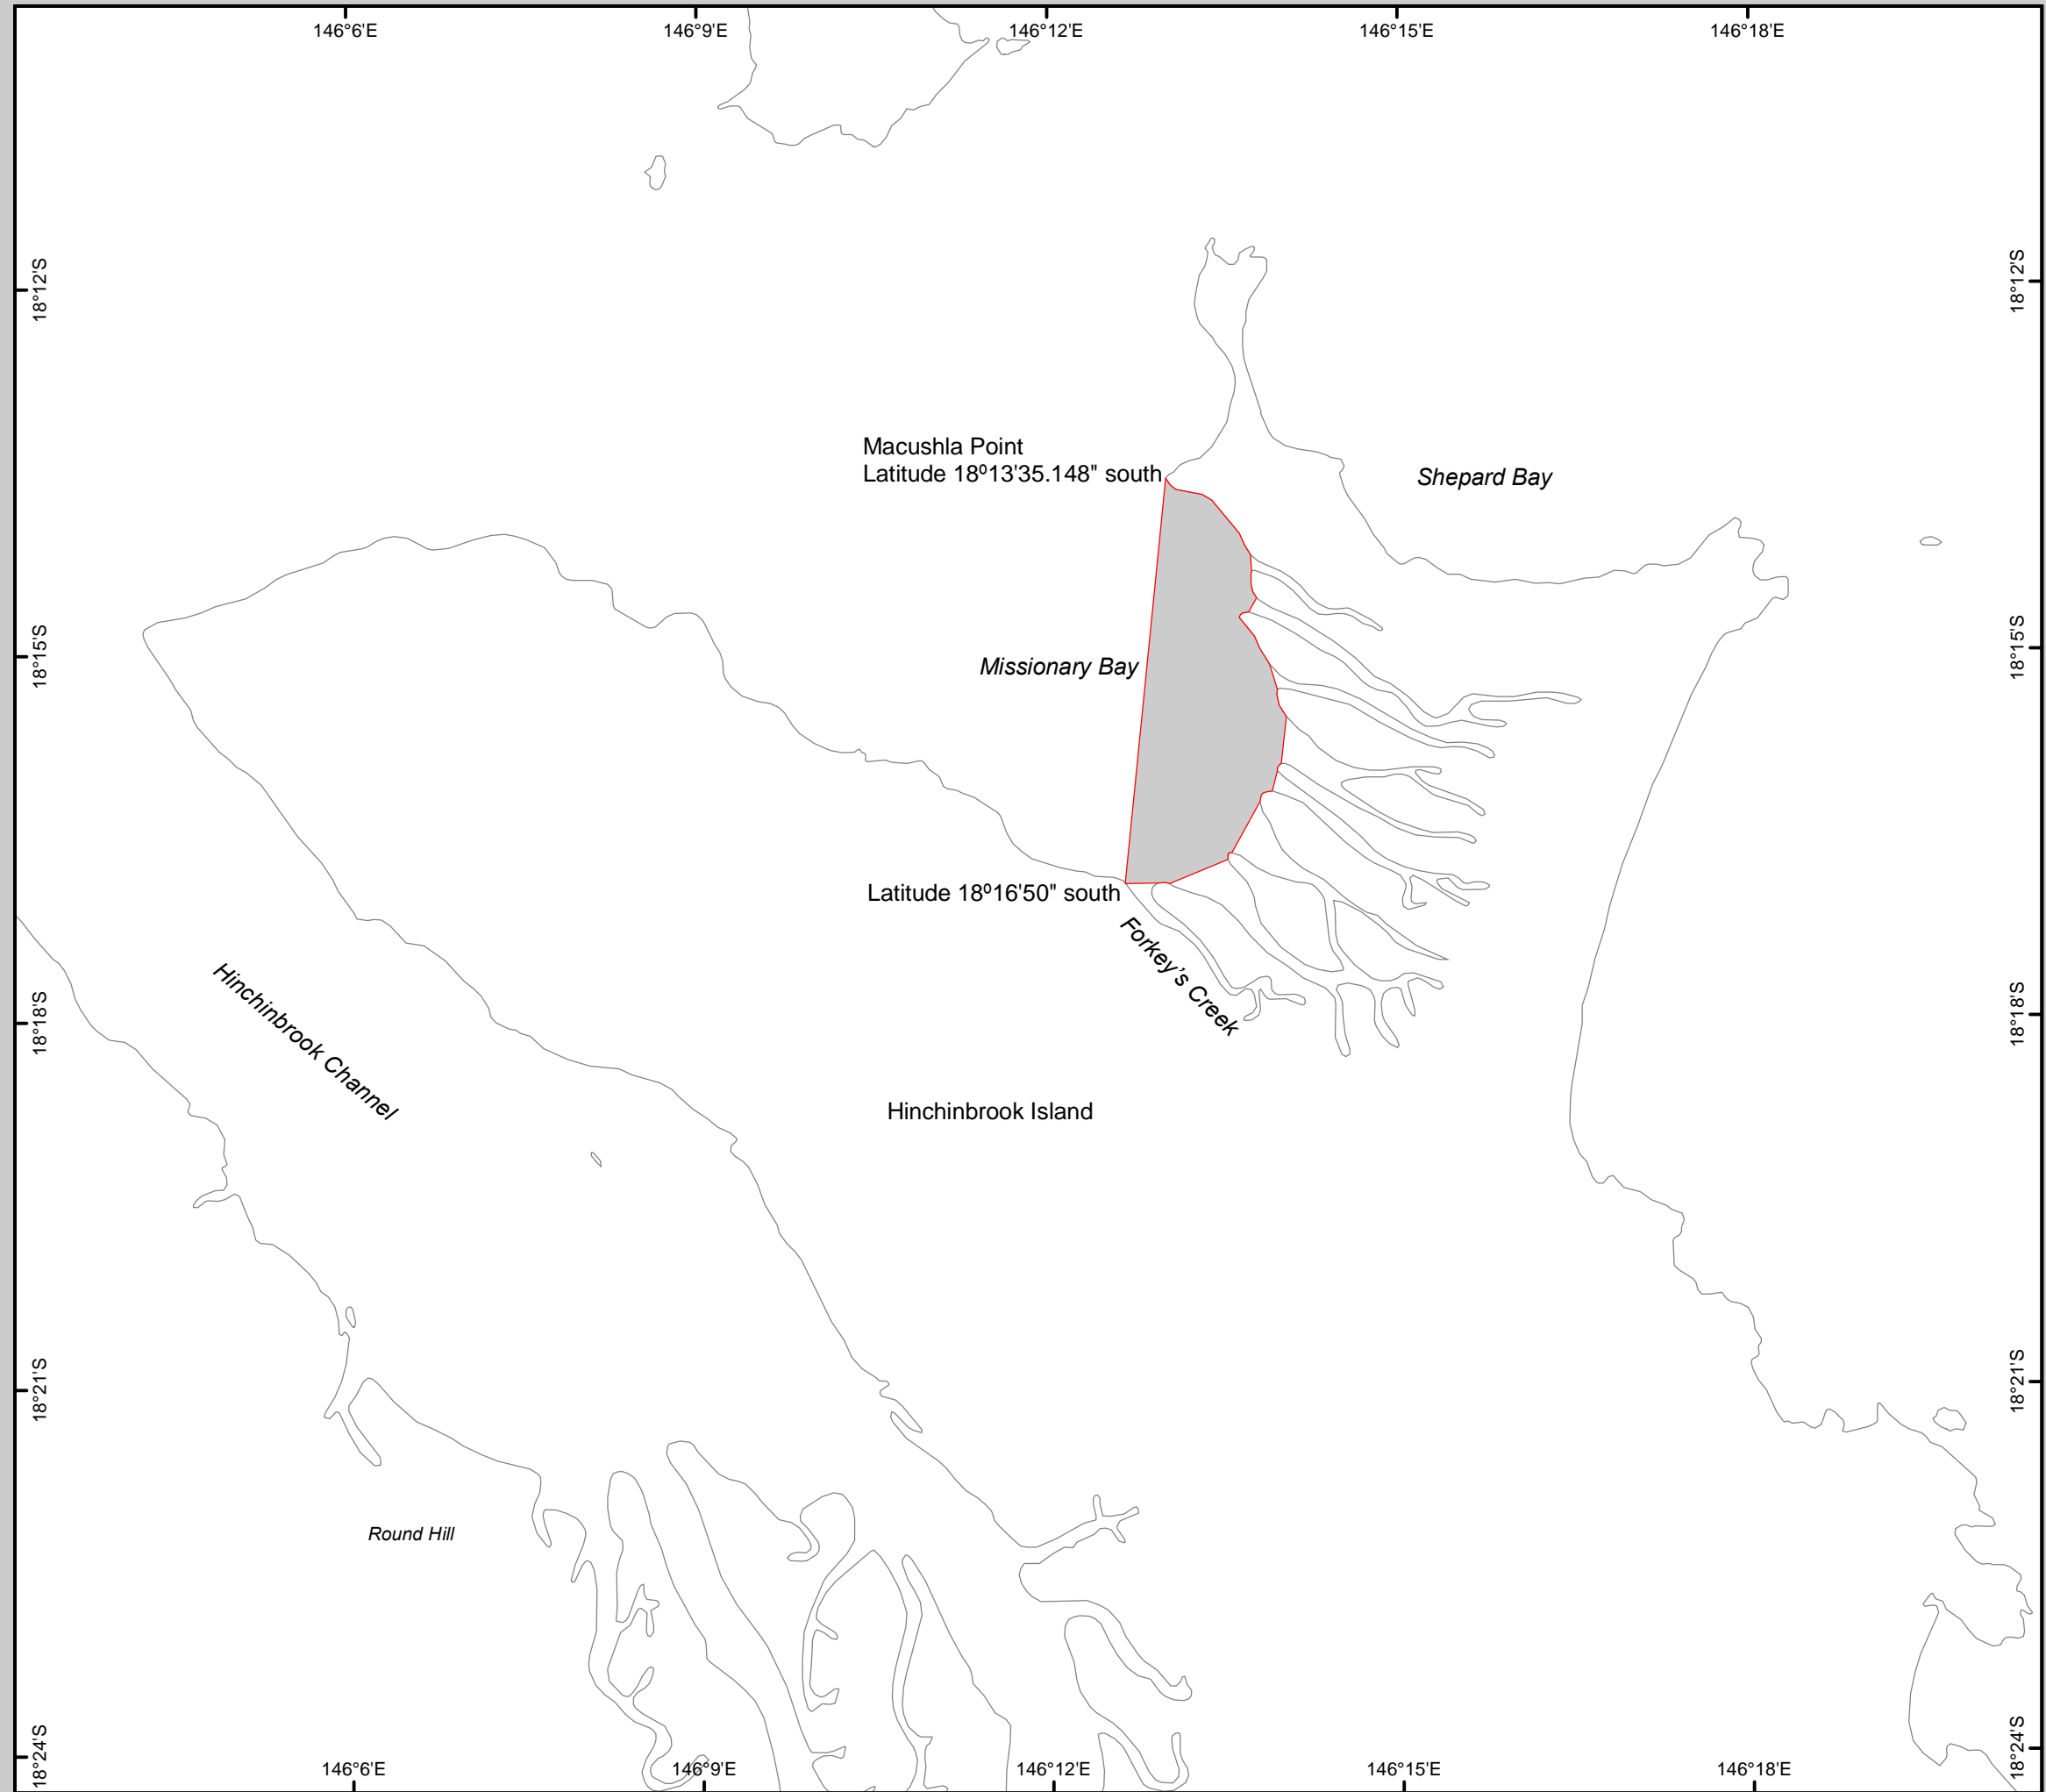 146°6'E
146°9'E
146°12'E
146°15'E
146°18'E
18°12'S
18°12'S
Macushla Point
Latitude 18º13'35.148" south
Shepard Bay
18°15'S
Missionary Bay
18°15'S
Latitude 18º16'50" south
Forkey's Creek
18°18'S
Hinchinbrook Channel
18°18'S
Hinchinbrook Island
18°21'S
18°21'S
Round Hill
18°24'S
18°24'S
146°6'E
146°9'E
146°12'E
146°15'E
146°18'E